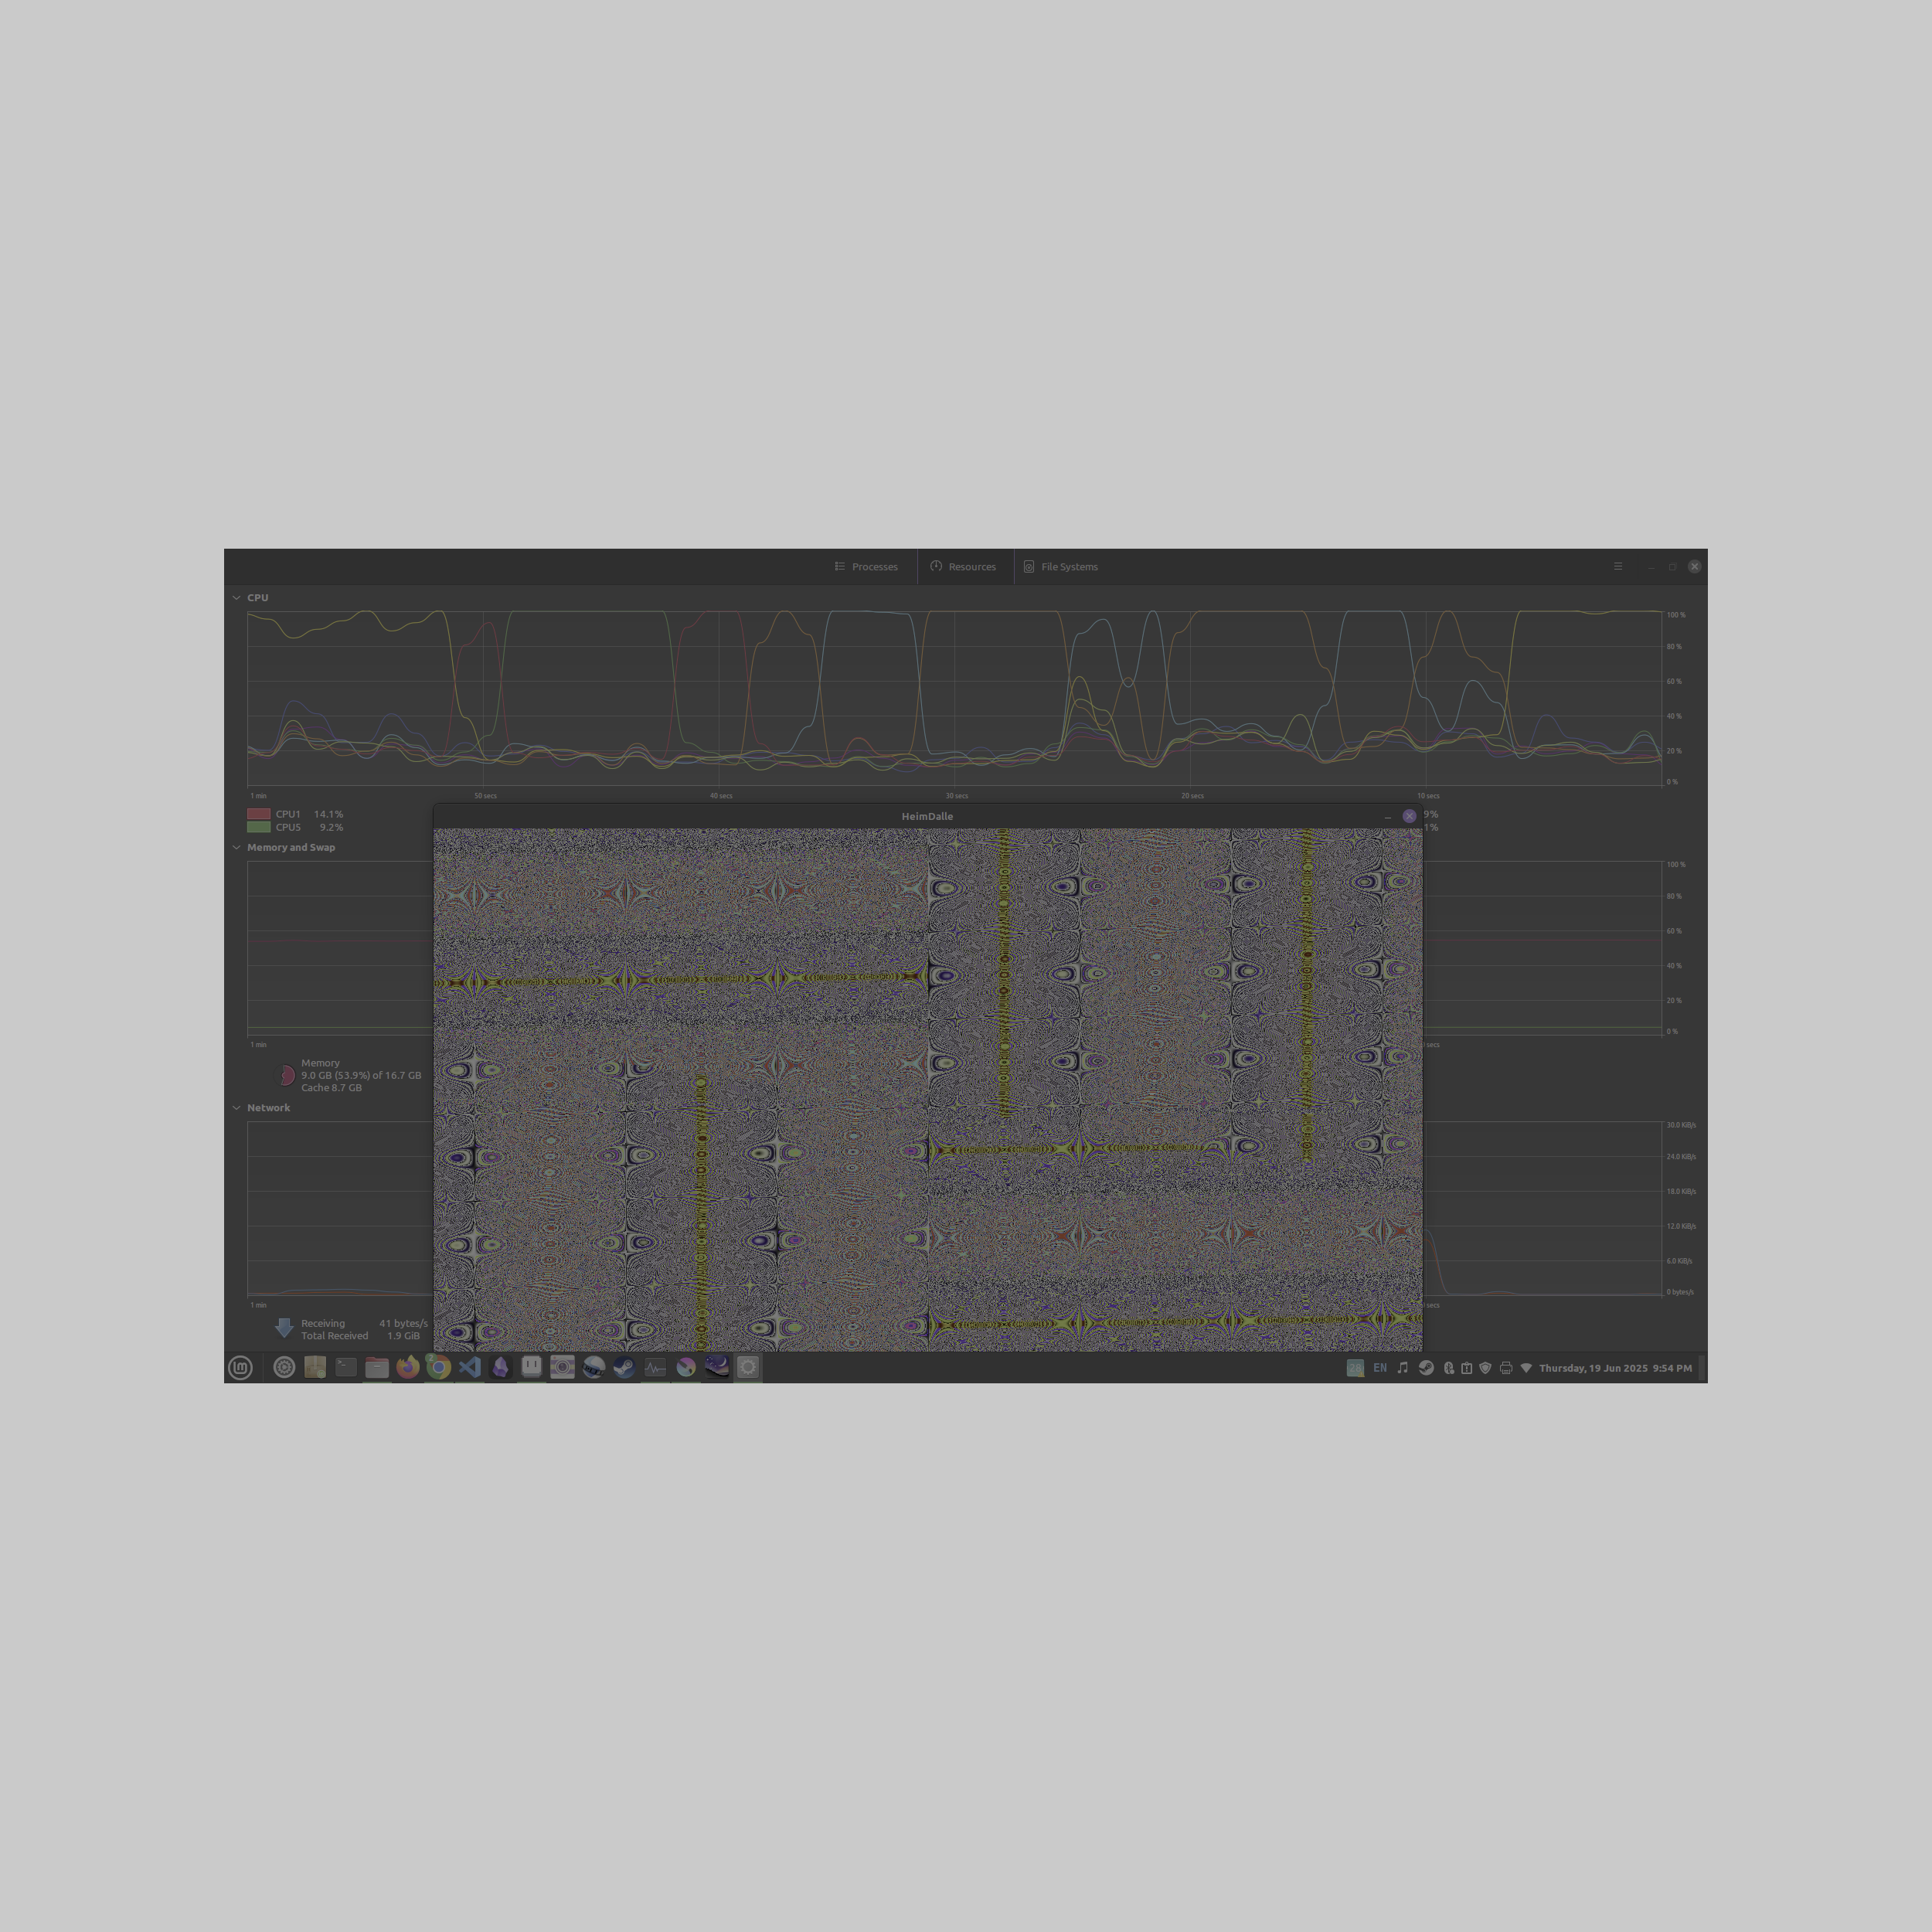 Processes Resources File Systems
CPU
100 %
80 %
60 %
40 %
20 %
0 %
1 min 50 secs 40 secs 30 secs 20 secs 10 secs
CPU1 14.1%
9%
CPU5 9.2%
1%
HeimDalle
Memory and Swap
100 %
80 %
60 %
40 %
20 %
0 %
1 min
secs
Memory
9.0 GB (53.9%) of 16.7 GB
Cache 8.7 GB
Network
30.0 KiB/s
24.0 KiB/s
18.0 KiB/s
12.0 KiB/s
6.0 KiB/s
0 bytes/s
1 min
secs
Receiving 41 bytes/s
Total Received 1.9 GiB
EN Thursday, 19 Jun 2025 9:54 PM